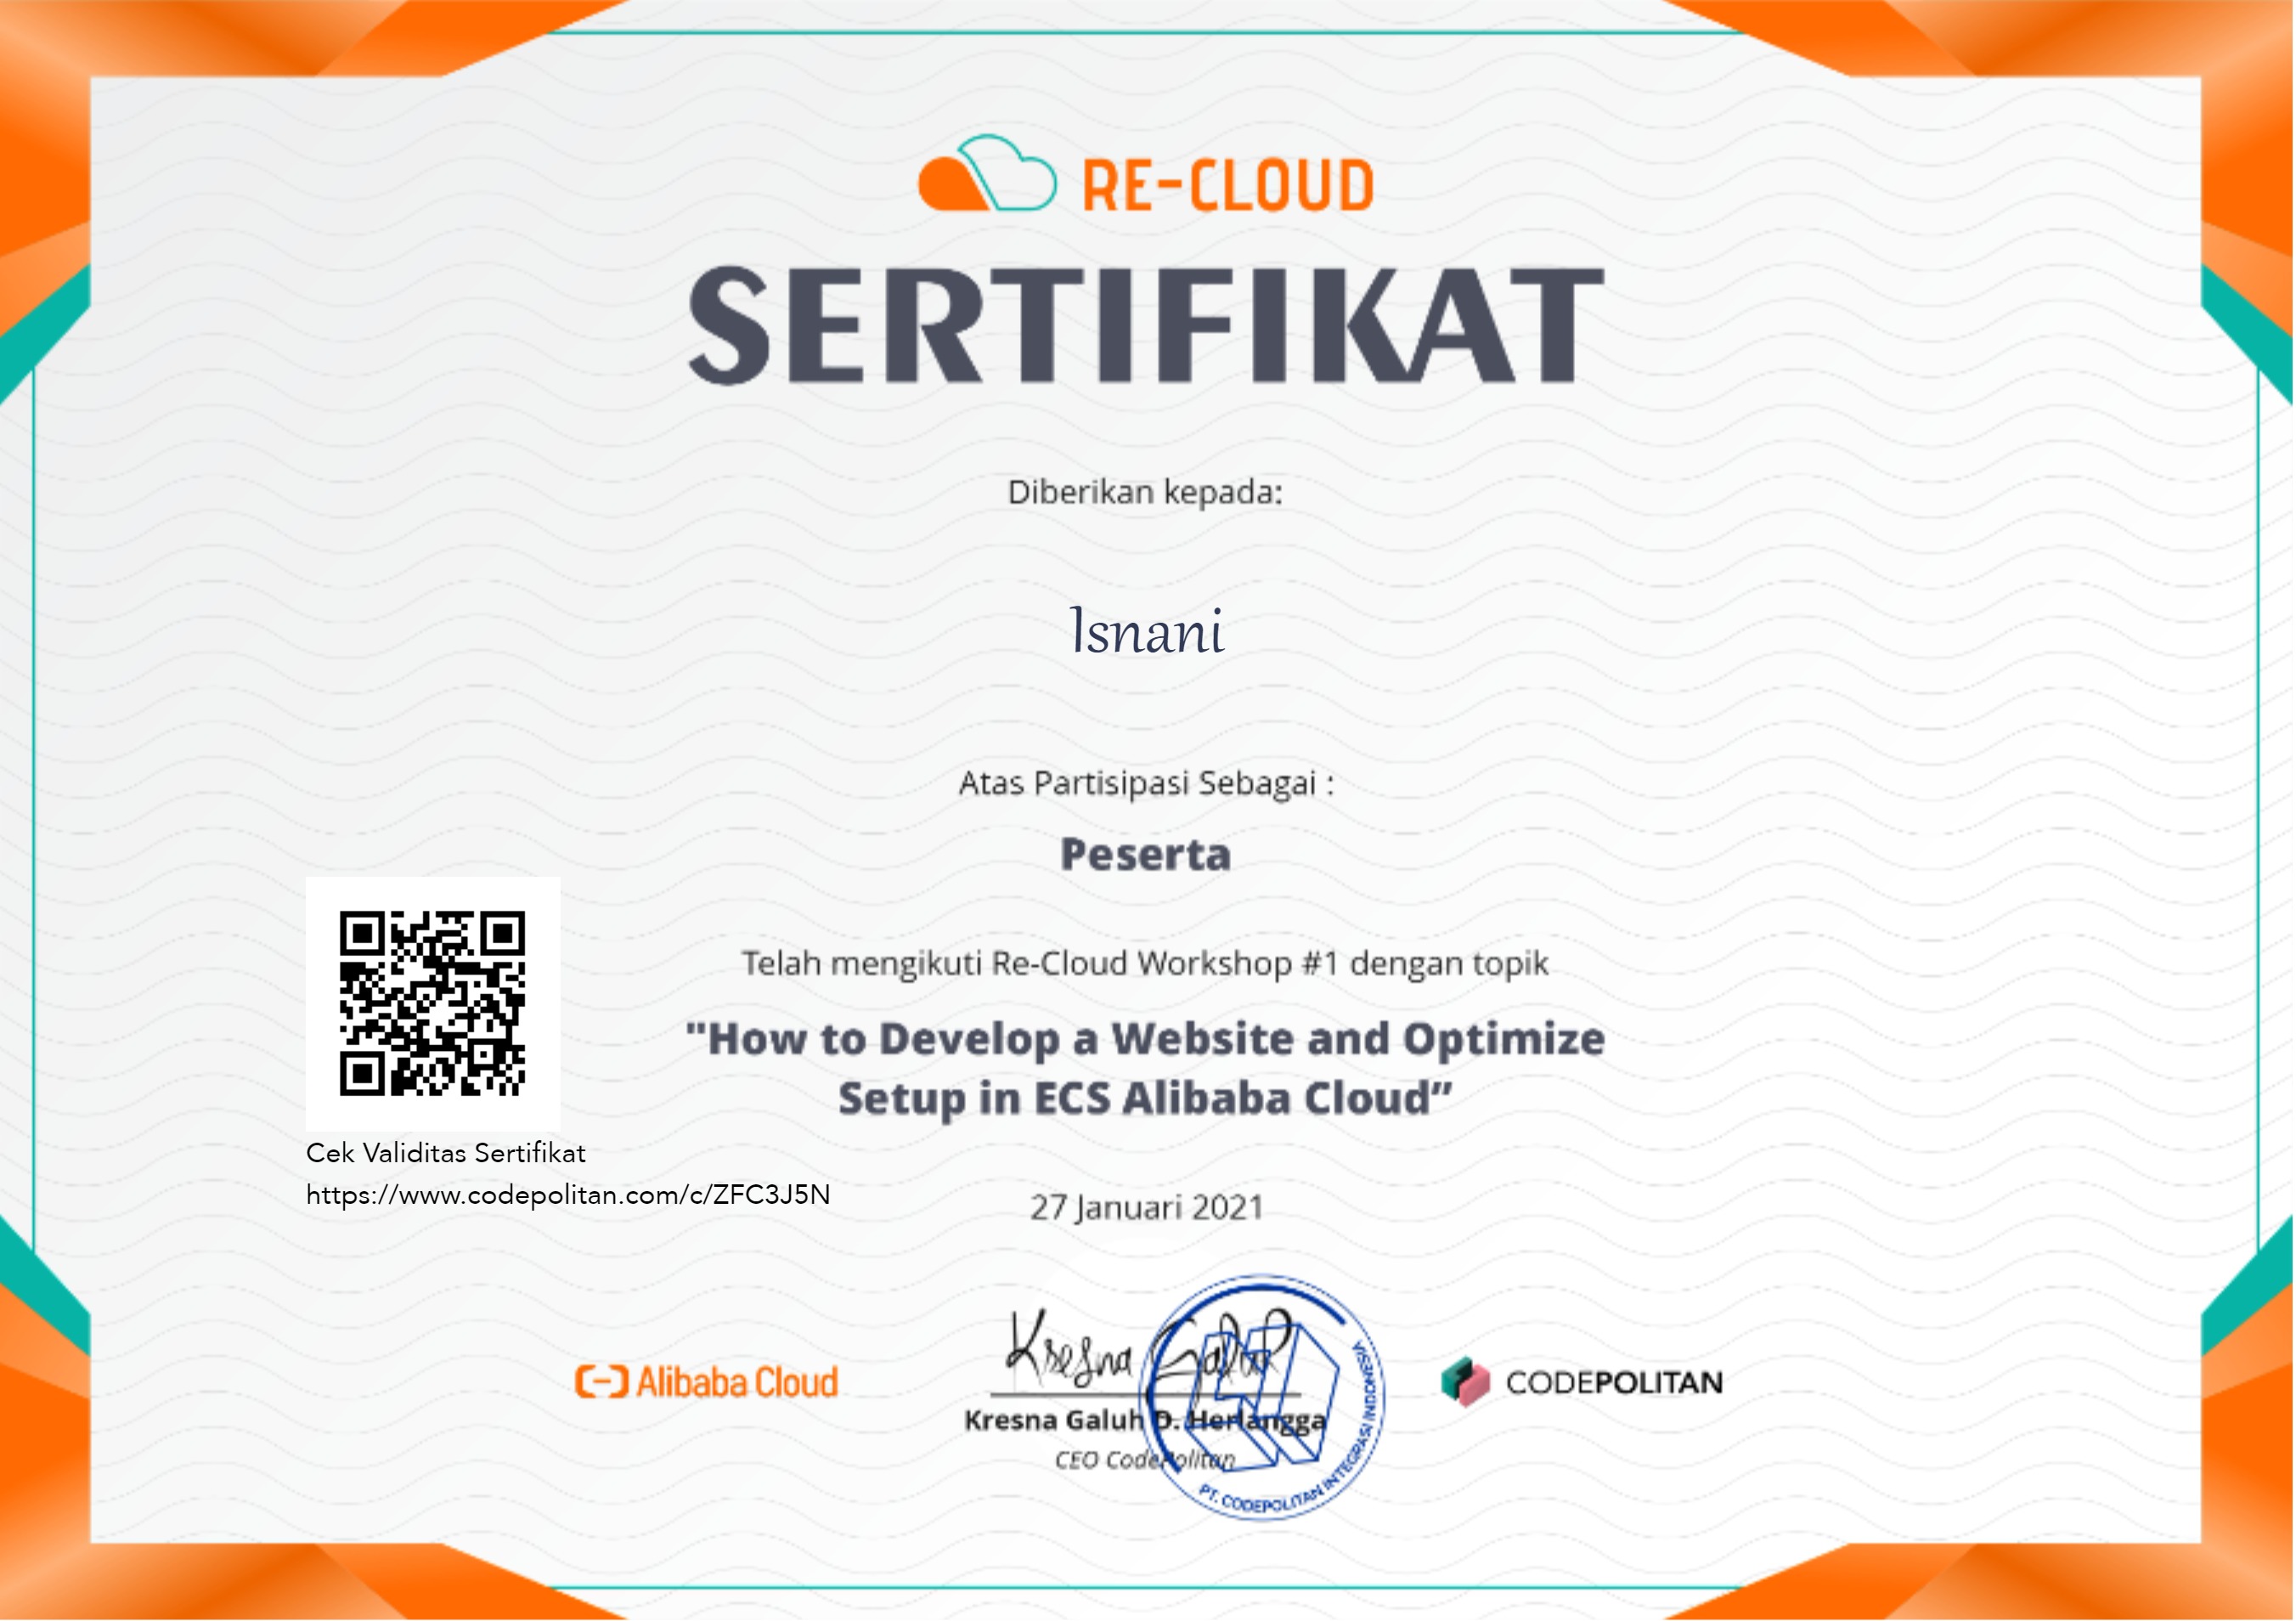 RE-CLOUD
SERTIFIKAT
Diberikan kepada:
Isnani
Atas Partisipasi Sebagai :
Peserta
Telah mengikuti Re-Cloud Workshop #1 dengan topik
"How to Develop a Website and Optimize
Setup in ECS Alibaba Cloud”
Cek Validitas Sertifikat
https://www.codepolitan.com/c/ZFC3J5N
27 Januari 2021
Alibaba Cloud
Kresna Galuh
Kresna Galuh D. Herlangga
CEO CodePolitan
PT. CODEPOLITAN INTEGRASI INDONESIA
CODEPOLITAN